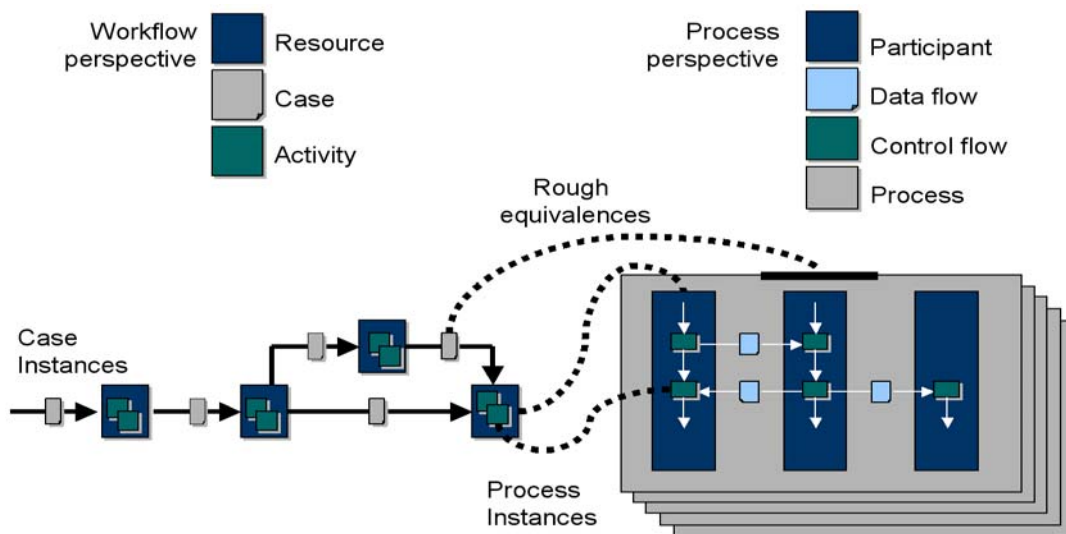 Workflow
perspective
Resource
Case
Activity
Process
perspective
Participant
Data flow
Control flow
Process
Rough
equivalences
Case
Instances
Process
Instances